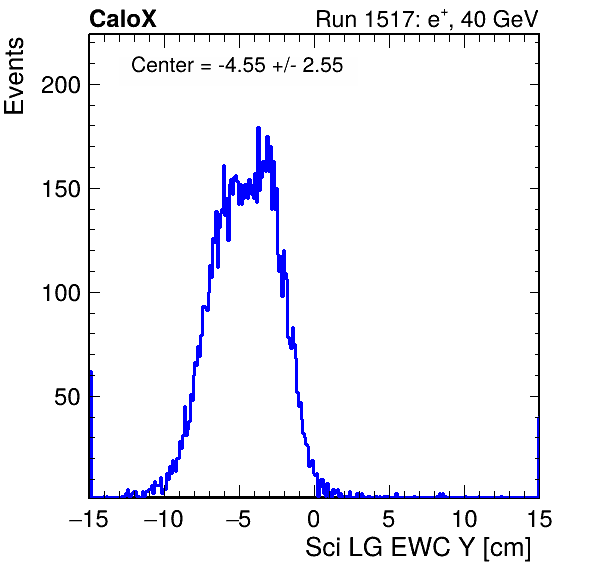 CaloX Run 1517: e⁺, 40 GeV
Center = -4.55 +/- 2.55
Events
200
150
100
50
−15 −10 −5 0 5 10 15
Sci LG EWC Y [cm]